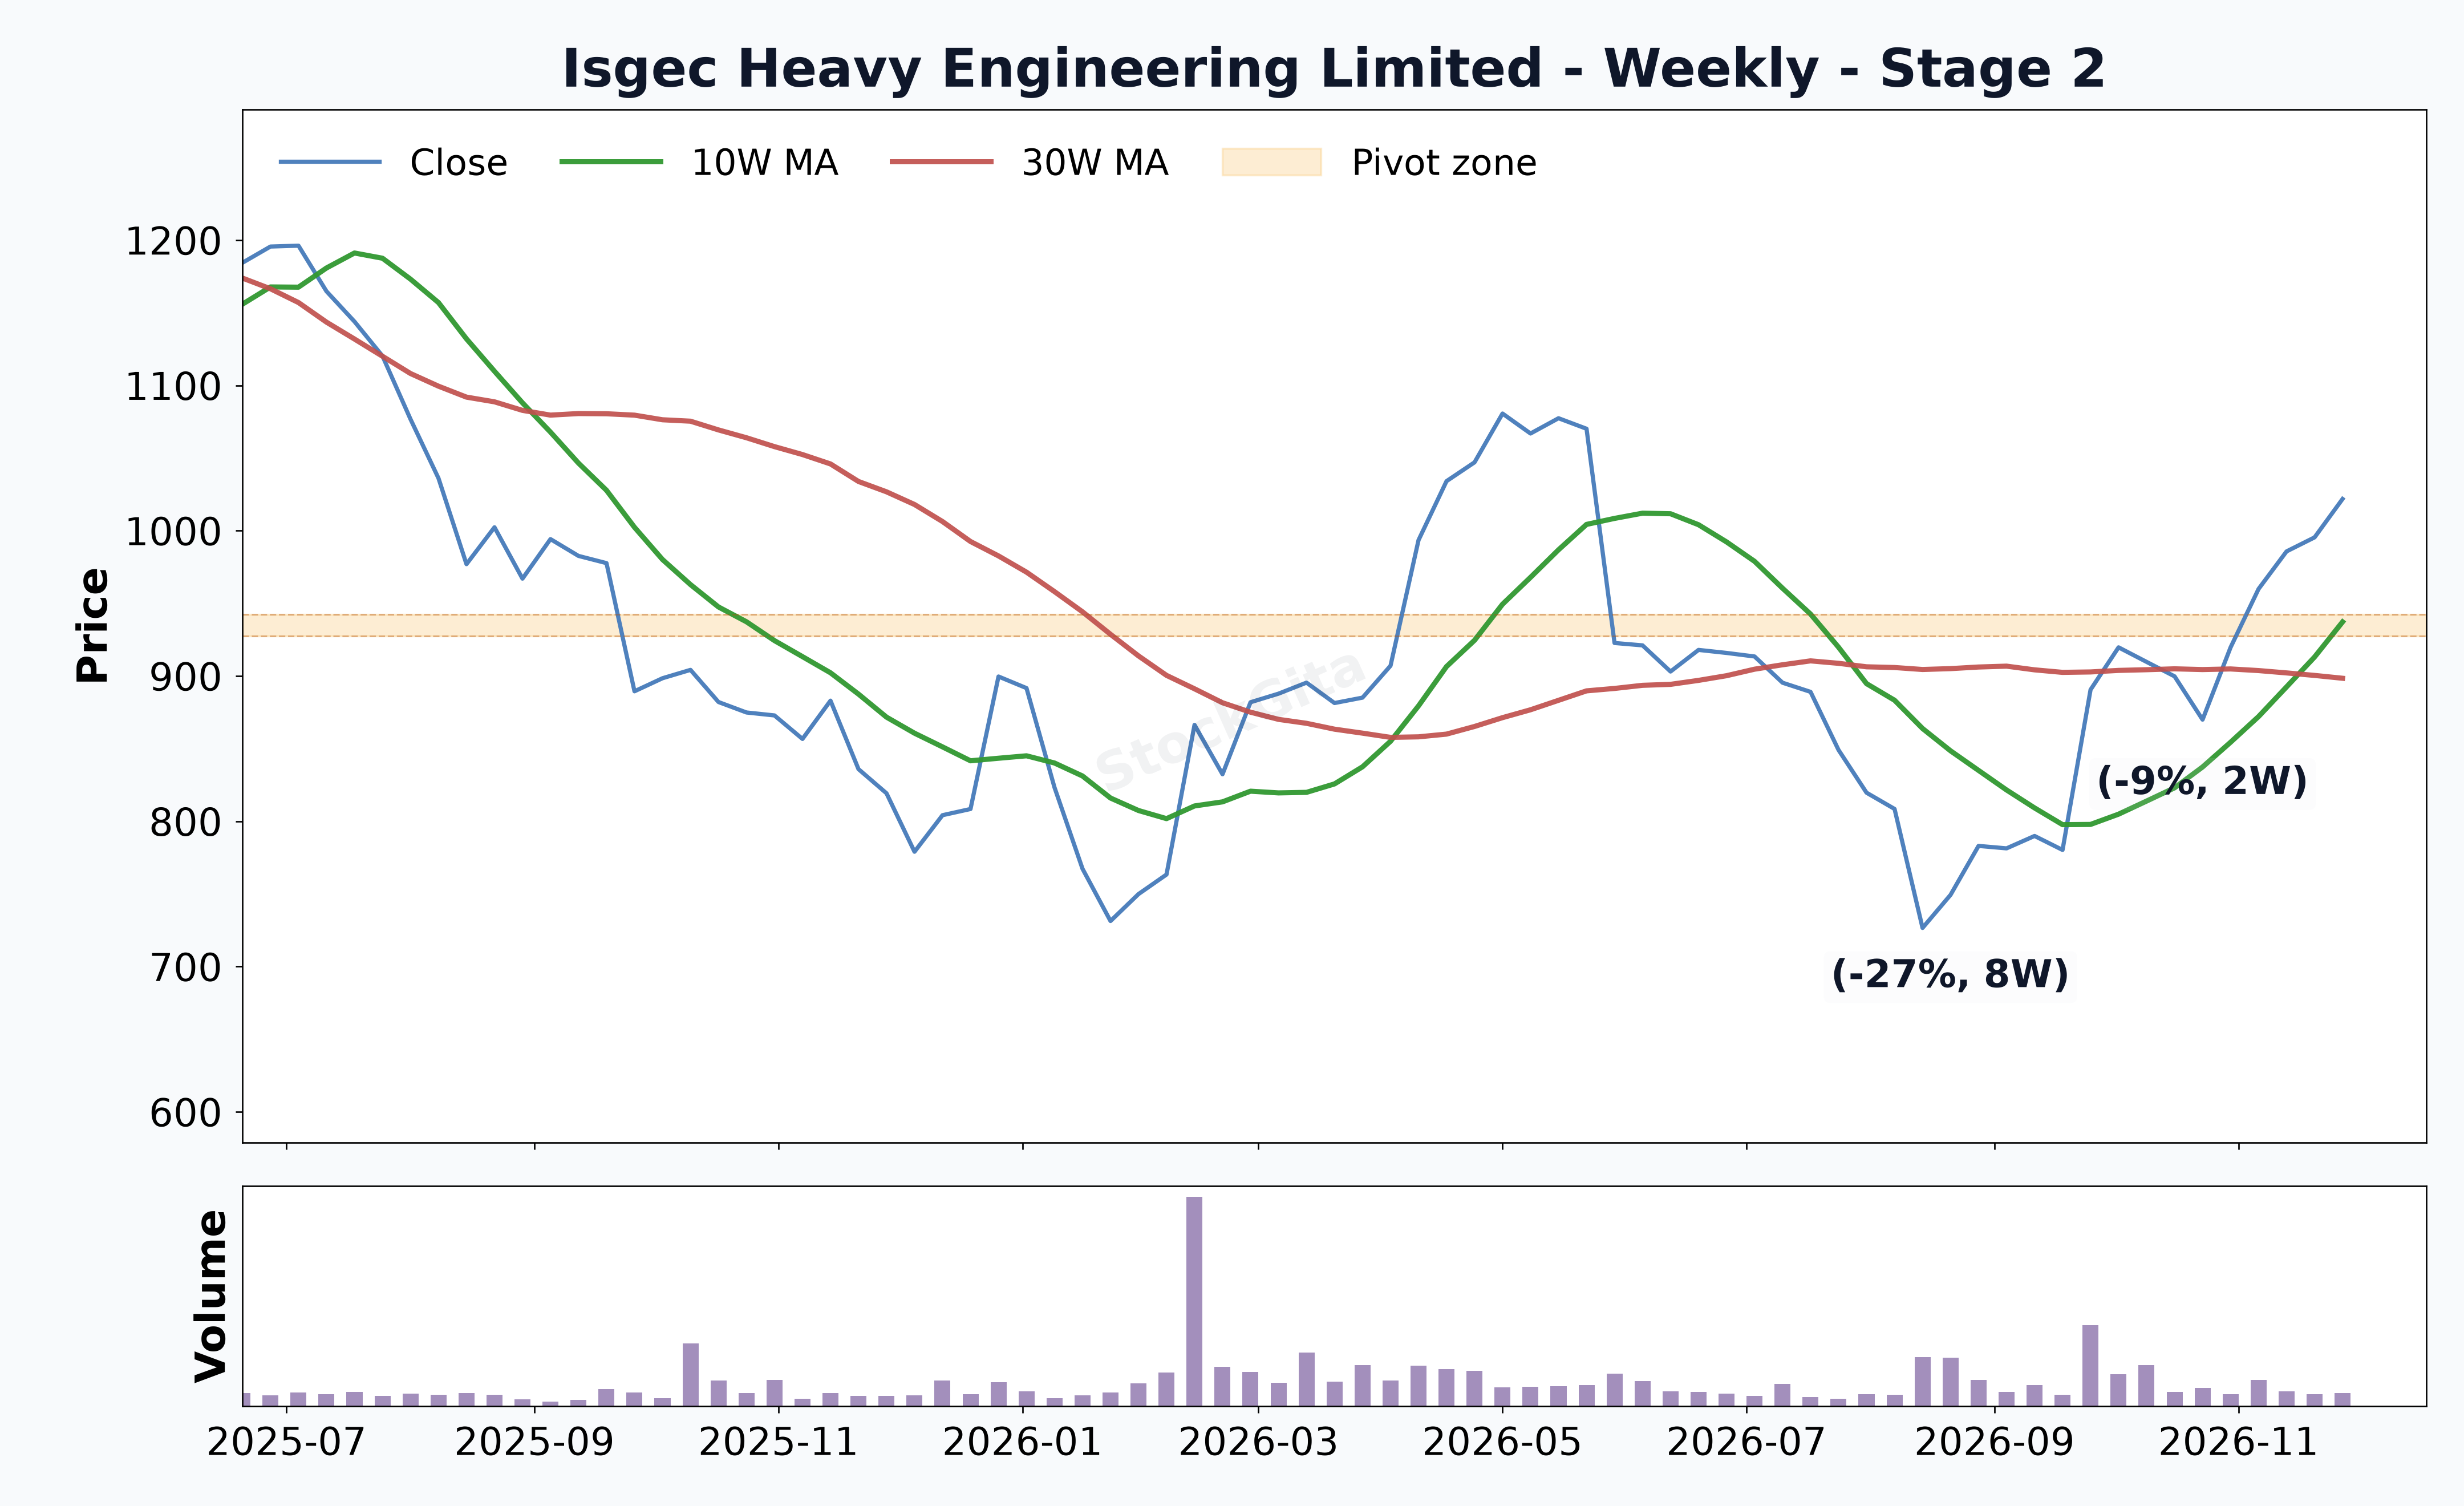 Isgec Heavy Engineering Limited - Weekly - Stage 2
Close 10W MA 30W MA Pivot zone
Price
1200
1100
1000
900
800
700
600
StockGita
(-9%, 2W)
(-27%, 8W)
Volume
2025-07 2025-09 2025-11 2026-01 2026-03 2026-05 2026-07 2026-09 2026-11